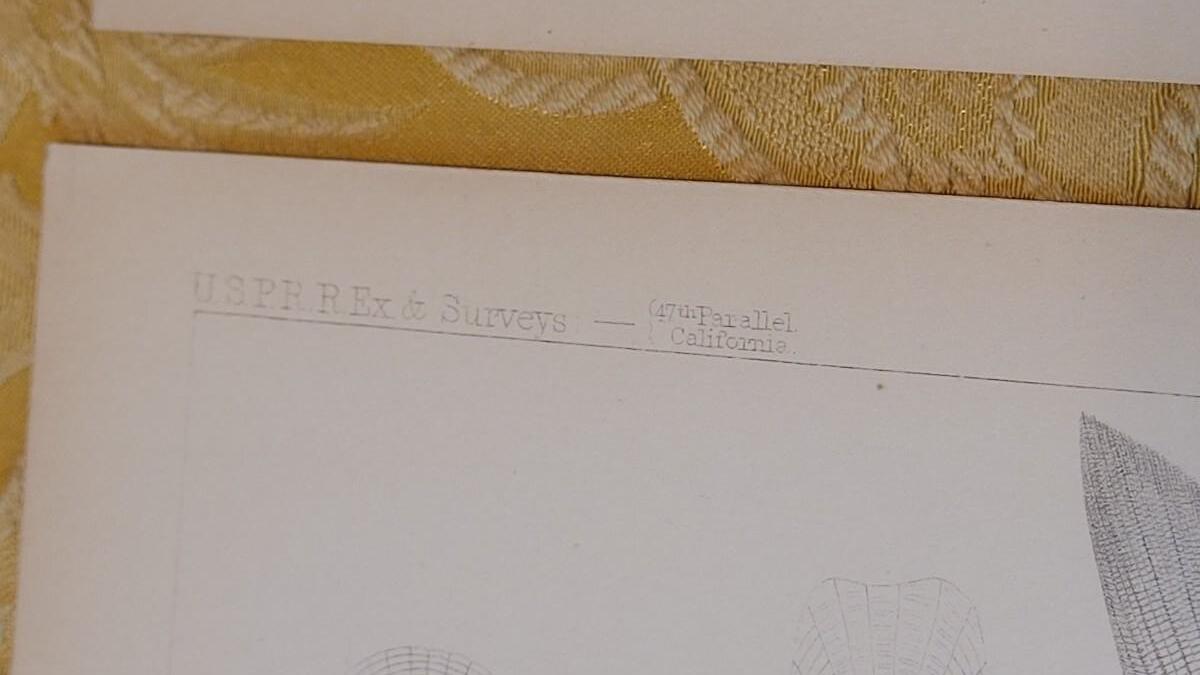 U.S.P.R.R.Ex & Surveys — 47th Parallel.
California.